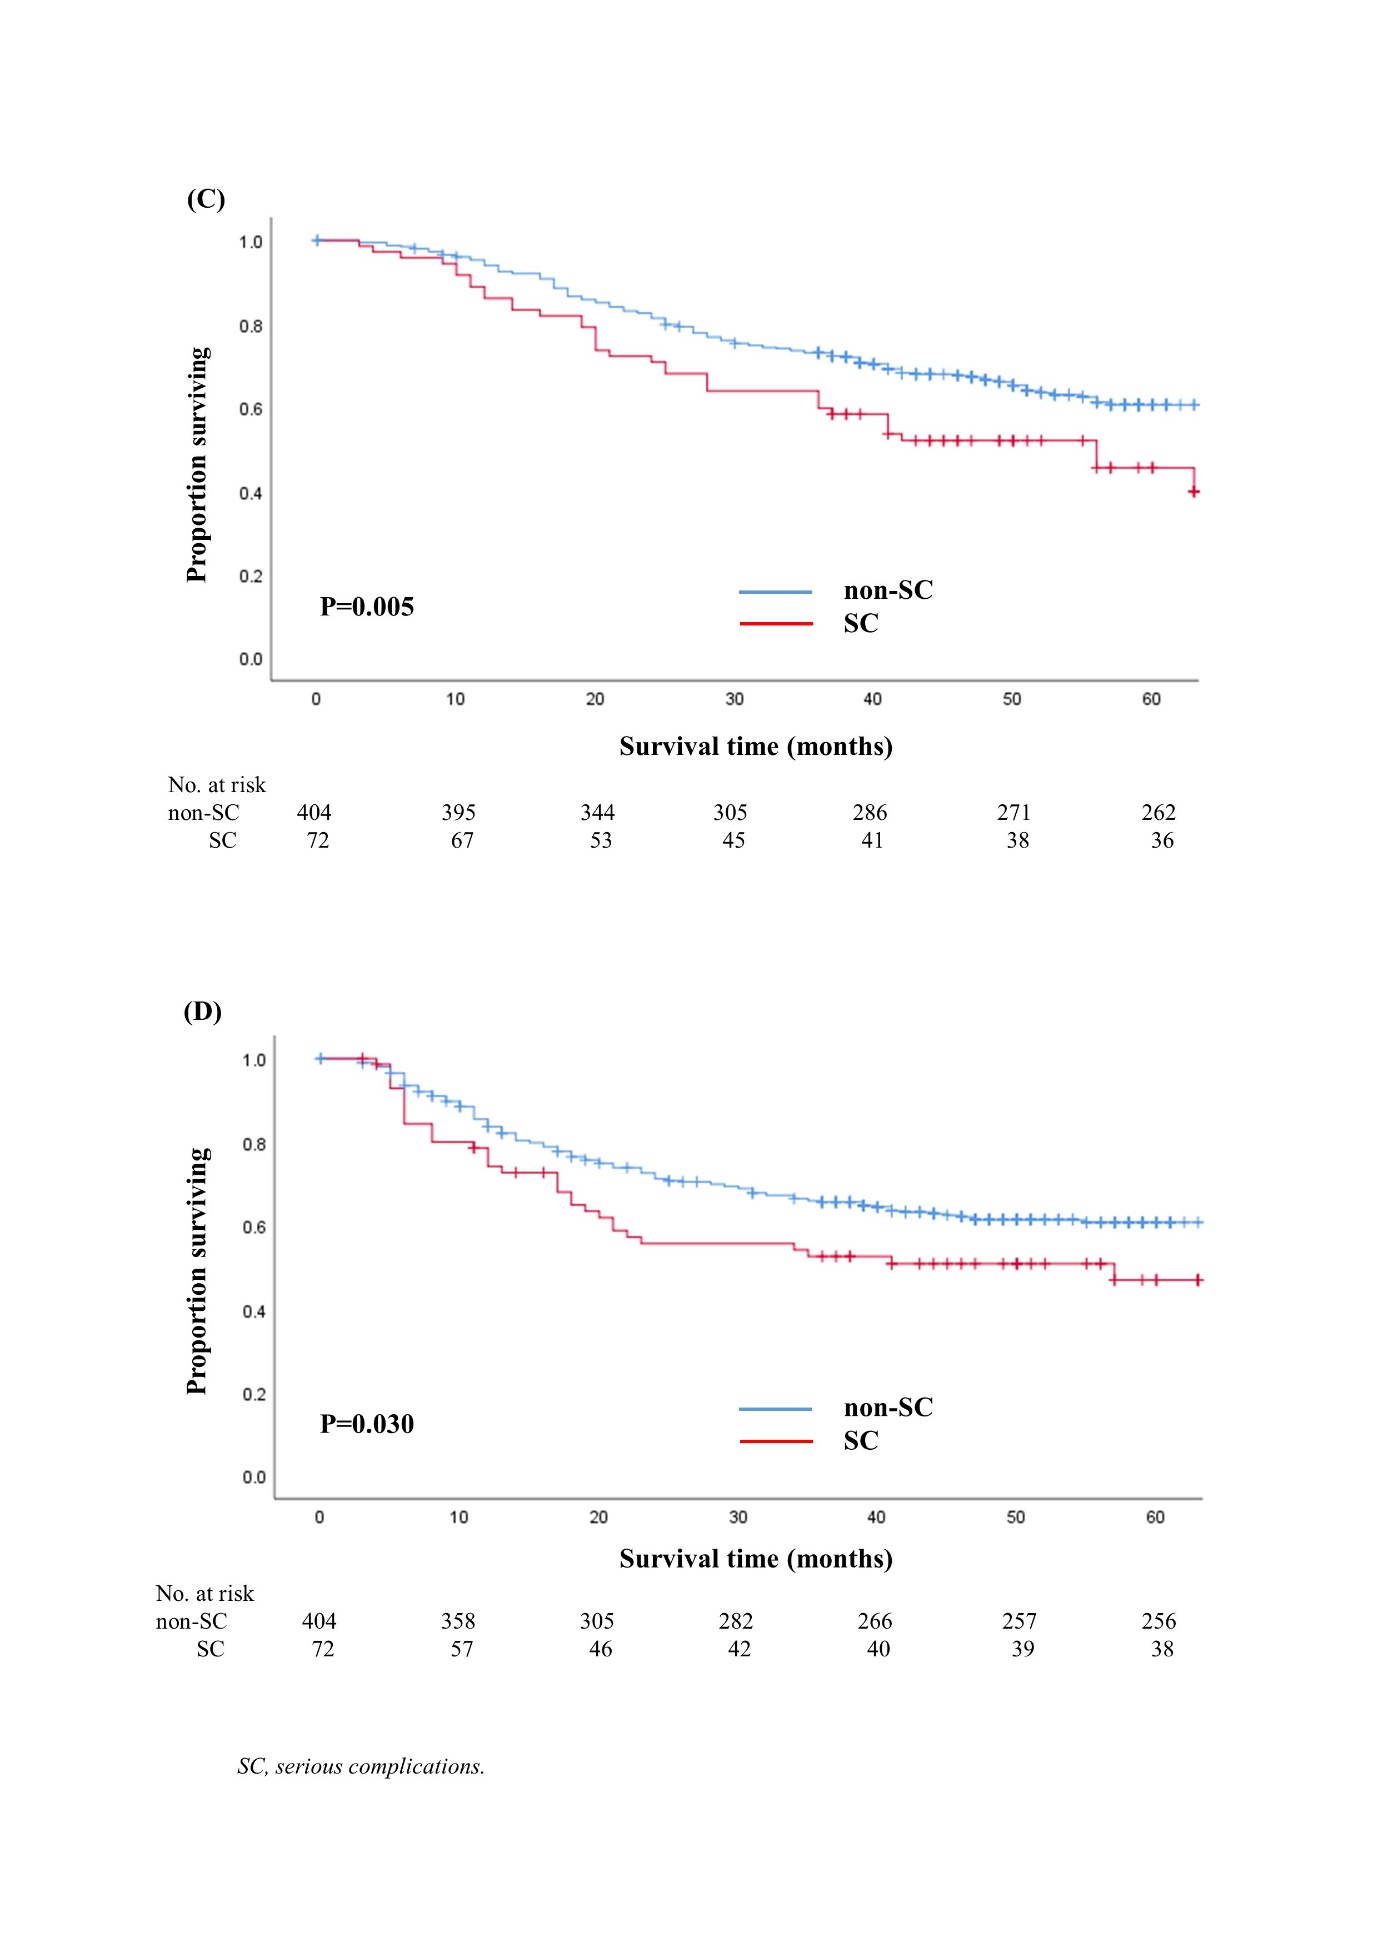 (C)
1.0
0.8
0.6
0.4
0.2
0.0
Proportion surviving
P=0.005
non-SC
SC
0 10 20 30 40 50 60
Survival time (months)
No. at risk
non-SC 404 395 344 305 286 271 262
SC 72 67 53 45 41 38 36
(D)
1.0
0.8
0.6
0.4
0.2
0.0
Proportion surviving
P=0.030
non-SC
SC
0 10 20 30 40 50 60
Survival time (months)
No. at risk
non-SC 404 358 305 282 266 257 256
SC 72 57 46 42 40 39 38
SC, serious complications.